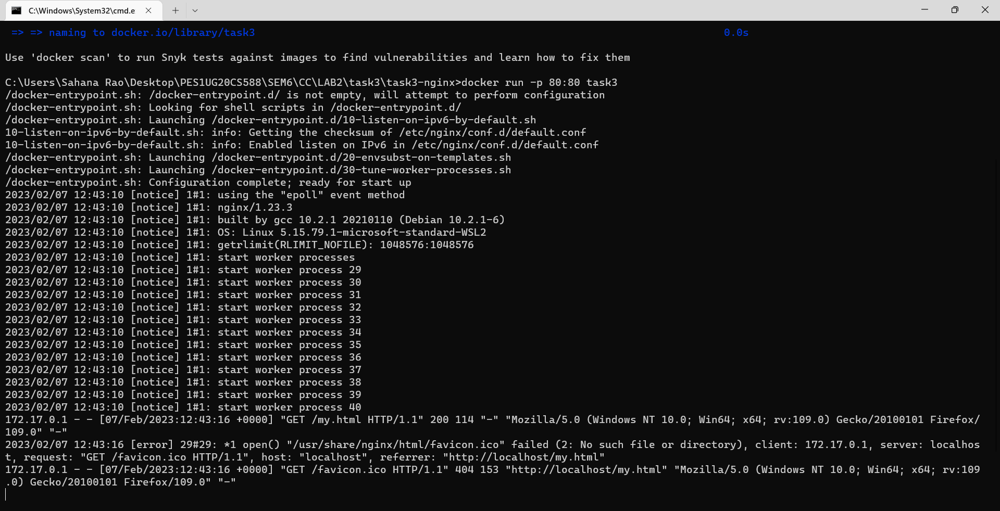 C:\Windows\System32\cmd.e
=> => naming to docker.io/library/task3 0.0s
Use 'docker scan' to run Snyk tests against images to find vulnerabilities and learn how to fix them
C:\Users\Sahana Rao\Desktop\PES1UG20CS588\SEM6\CC\LAB2\task3\task3-nginx>docker run -p 80:80 task3
/docker-entrypoint.sh: /docker-entrypoint.d/ is not empty, will attempt to perform configuration
/docker-entrypoint.sh: Looking for shell scripts in /docker-entrypoint.d/
/docker-entrypoint.sh: Launching /docker-entrypoint.d/10-listen-on-ipv6-by-default.sh
10-listen-on-ipv6-by-default.sh: info: Getting the checksum of /etc/nginx/conf.d/default.conf
10-listen-on-ipv6-by-default.sh: info: Enabled listen on IPv6 in /etc/nginx/conf.d/default.conf
/docker-entrypoint.sh: Launching /docker-entrypoint.d/20-envsubst-on-templates.sh
/docker-entrypoint.sh: Launching /docker-entrypoint.d/30-tune-worker-processes.sh
/docker-entrypoint.sh: Configuration complete; ready for start up
2023/02/07 12:43:10 [notice] 1#1: using the "epoll" event method
2023/02/07 12:43:10 [notice] 1#1: nginx/1.23.3
2023/02/07 12:43:10 [notice] 1#1: built by gcc 10.2.1 20210110 (Debian 10.2.1-6)
2023/02/07 12:43:10 [notice] 1#1: OS: Linux 5.15.79.1-microsoft-standard-WSL2
2023/02/07 12:43:10 [notice] 1#1: getrlimit(RLIMIT_NOFILE): 1048576:1048576
2023/02/07 12:43:10 [notice] 1#1: start worker processes
2023/02/07 12:43:10 [notice] 1#1: start worker process 29
2023/02/07 12:43:10 [notice] 1#1: start worker process 30
2023/02/07 12:43:10 [notice] 1#1: start worker process 31
2023/02/07 12:43:10 [notice] 1#1: start worker process 32
2023/02/07 12:43:10 [notice] 1#1: start worker process 33
2023/02/07 12:43:10 [notice] 1#1: start worker process 34
2023/02/07 12:43:10 [notice] 1#1: start worker process 35
2023/02/07 12:43:10 [notice] 1#1: start worker process 36
2023/02/07 12:43:10 [notice] 1#1: start worker process 37
2023/02/07 12:43:10 [notice] 1#1: start worker process 38
2023/02/07 12:43:10 [notice] 1#1: start worker process 39
2023/02/07 12:43:10 [notice] 1#1: start worker process 40
172.17.0.1 - - [07/Feb/2023:12:43:16 +0000] "GET /my.html HTTP/1.1" 200 114 "-" "Mozilla/5.0 (Windows NT 10.0; Win64; x64; rv:109.0) Gecko/20100101 Firefox/
109.0" "-"
2023/02/07 12:43:16 [error] 29#29: *1 open() "/usr/share/nginx/html/favicon.ico" failed (2: No such file or directory), client: 172.17.0.1, server: localhos
t, request: "GET /favicon.ico HTTP/1.1", host: "localhost", referrer: "http://localhost/my.html"
172.17.0.1 - - [07/Feb/2023:12:43:16 +0000] "GET /favicon.ico HTTP/1.1" 404 153 "http://localhost/my.html" "Mozilla/5.0 (Windows NT 10.0; Win64; x64; rv:109
.0) Gecko/20100101 Firefox/109.0" "-"